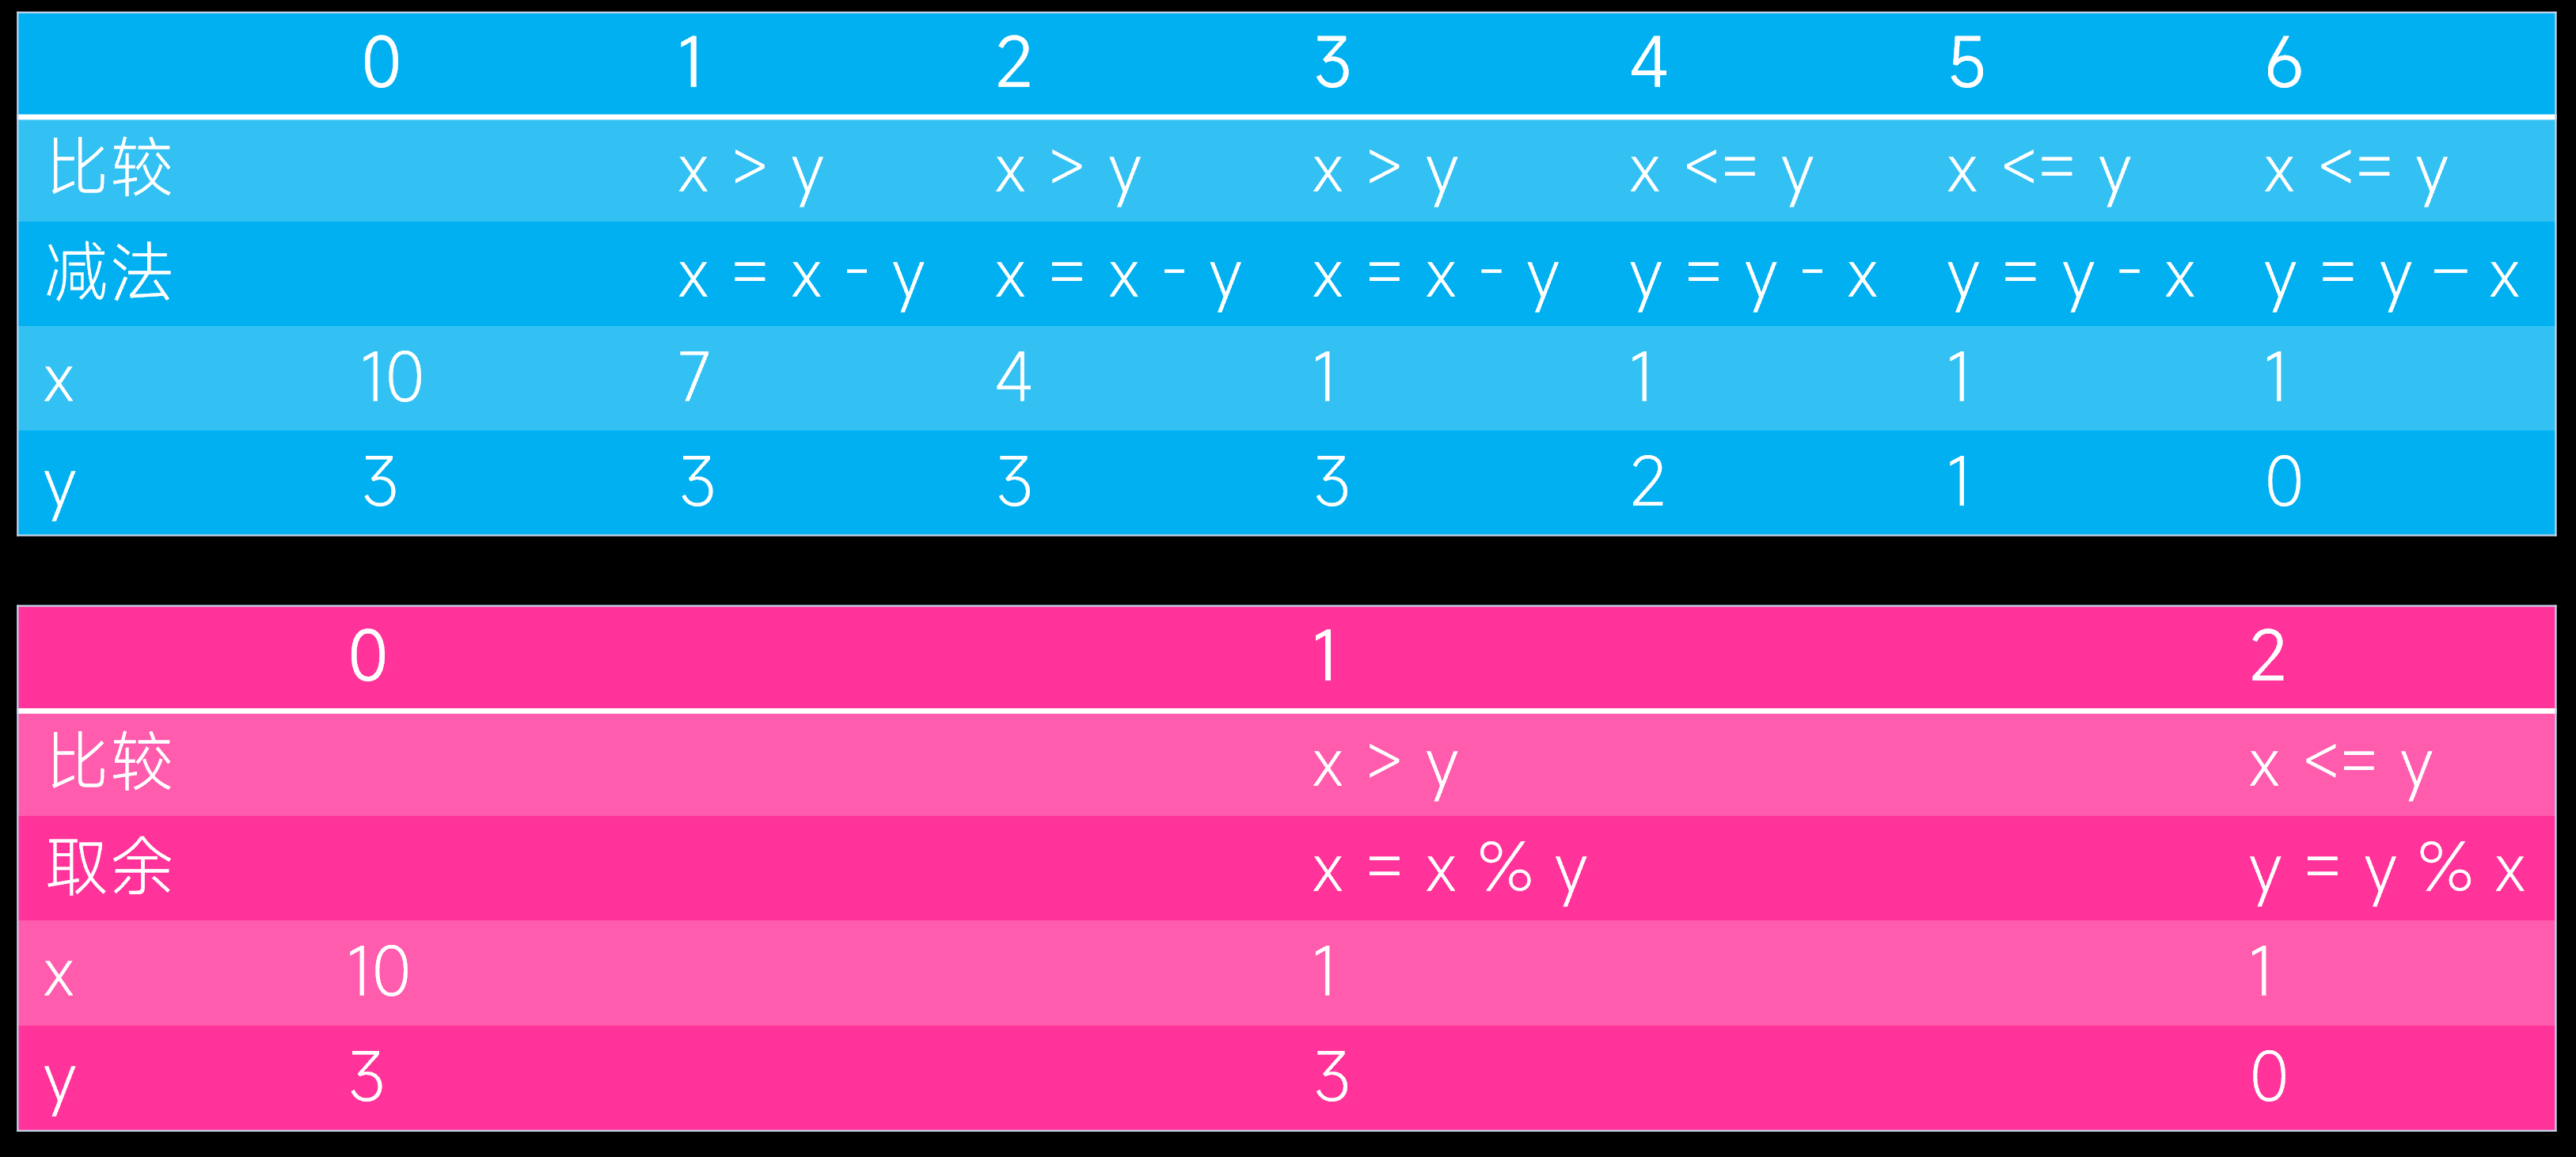 0 1 2 3 4 5 6
比较 x > y x > y x > y x <= y x <= y x <= y
减法 x = x - y x = x - y x = x - y y = y - x y = y - x y = y – x
x 10 7 4 1 1 1 1
y 3 3 3 3 2 1 0
0 1 2
比较 x > y x <= y
取余 x = x % y y = y % x
x 10 1 1
y 3 3 0